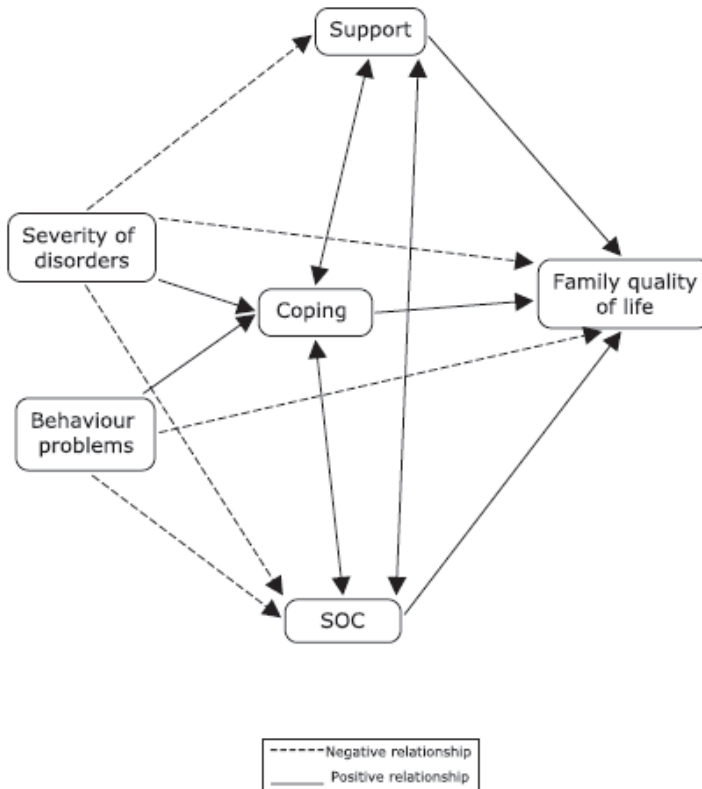 Support
Severity of
disorders
Coping
Family quality
of life
Behaviour
problems
SOC
Negative relationship
Positive relationship